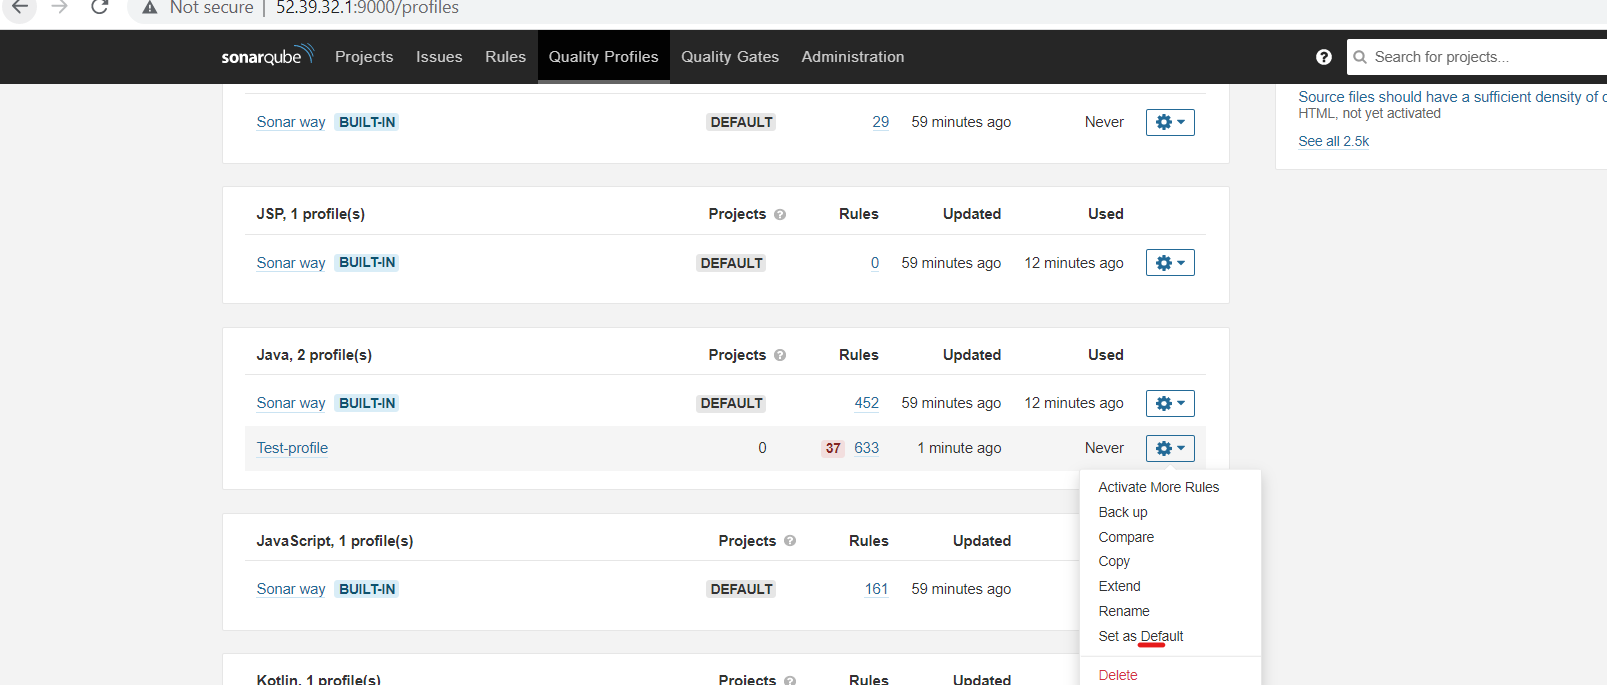 Not secure | 52.39.32.1:9000/profiles
sonarqube Projects Issues Rules Quality Profiles Quality Gates Administration Search for projects...
Source files should have a sufficient density of
HTML, not yet activated
See all 2.5k
Sonar way BUILT-IN DEFAULT 29 59 minutes ago Never
JSP, 1 profile(s) Projects Rules Updated Used
Sonar way BUILT-IN DEFAULT 0 59 minutes ago 12 minutes ago
Java, 2 profile(s) Projects Rules Updated Used
Sonar way BUILT-IN DEFAULT 452 59 minutes ago 12 minutes ago
Test-profile 0 37 633 1 minute ago Never
Activate More Rules
Back up
Compare
Copy
Extend
Rename
Set as Default
Delete
JavaScript, 1 profile(s) Projects Rules Updated
Sonar way BUILT-IN DEFAULT 161 59 minutes ago
Kotlin, 1 profile(s) Projects Rules Updated